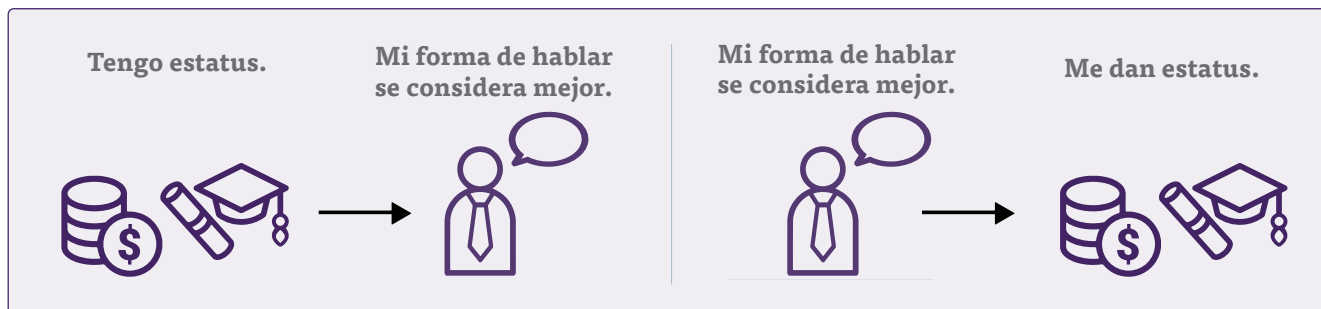 Tengo estatus.
Mi forma de hablar
se considera mejor.
$
Mi forma de hablar
se considera mejor.
Me dan estatus.
$